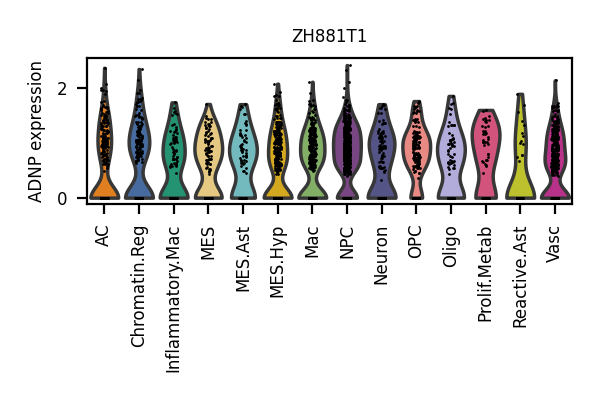 ZH881T1
ADNP expression
2
0
AC
Chromatin.Reg
Inflammatory.Mac
MES
MES.Ast
MES.Hyp
Mac
NPC
Neuron
OPC
Oligo
Prolif.Metab
Reactive.Ast
Vasc